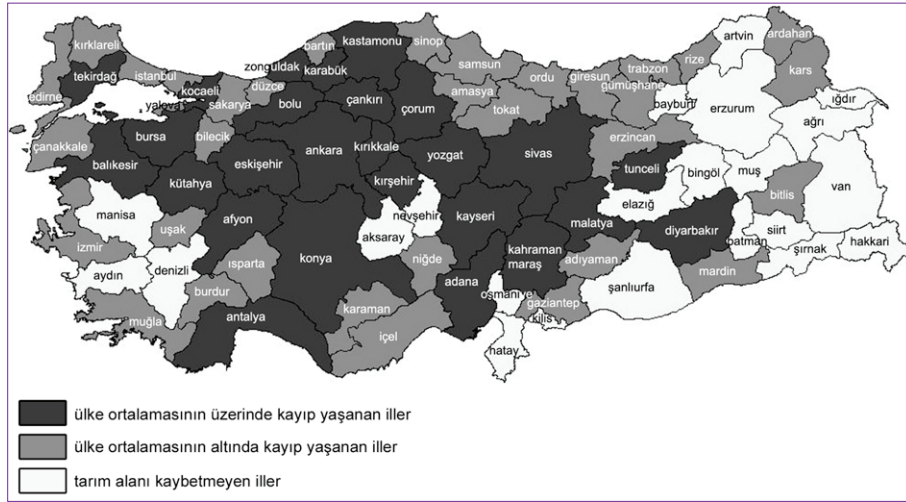 kırklareli
tekirdağ
edirne
istanbul
yalova
kocaeli
sakarya
düzce
zonguldak
bartın
karabük
kastamonu
sinop
samsun
ordu
giresun
trabzon
rize
artvin
ardahan
kars
ığdır
ağrı
erzurum
bayburt
gümüşhane
çanakkale
balıkesir
bursa
bilecik
bolu
çankırı
çorum
amasya
tokat
erzincan
kütahya
eskişehir
ankara
kırıkkale
yozgat
sivas
tunceli
bingöl
muş
bitlis
van
manisa
uşak
afyon
kırşehir
nevşehir
aksaray
kayseri
malatya
elazığ
diyarbakır
batman
siirt
şırnak
hakkari
izmir
aydın
denizli
ısparta
burdur
konya
niğde
adana
kahraman
maraş
adıyaman
mardin
muğla
antalya
karaman
içel
osmaniye
gaziantep
kilis
şanlıurfa
hatay
ülke ortalamasının üzerinde kayıp yaşanan iller
ülke ortalamasının altında kayıp yaşanan iller
tarım alanı kaybetmeyen iller